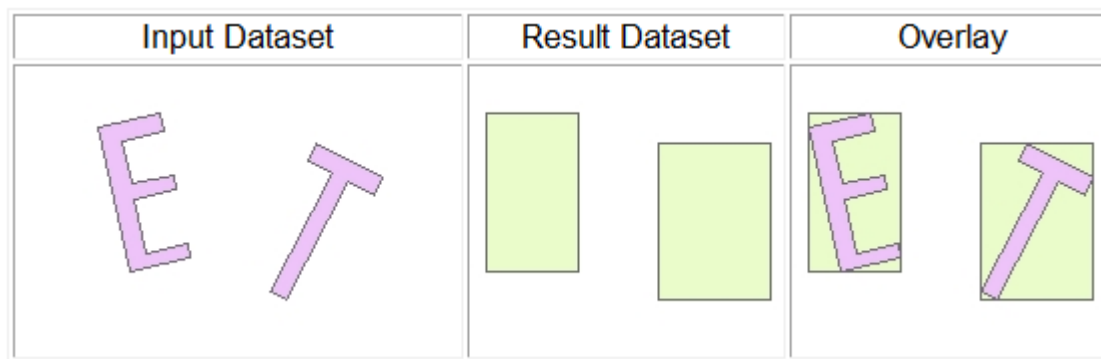 Input Dataset
Result Dataset
Overlay
E T
E T